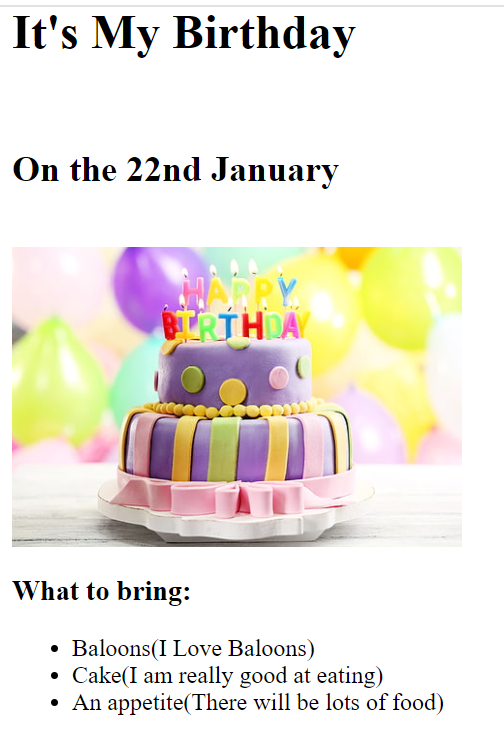 It's My Birthday
On the 22nd January
HAPPY
BIRTHDAY
What to bring:
Baloons(I Love Baloons)
Cake(I am really good at eating)
An appetite(There will be lots of food)